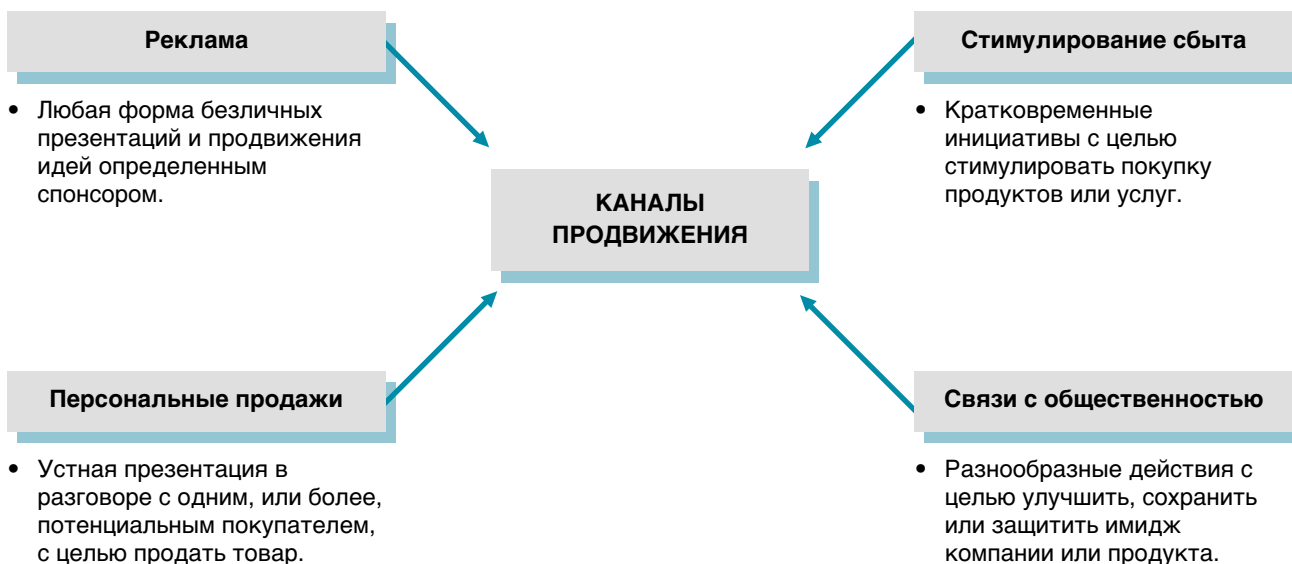 Реклама
• Любая форма безличных
презентаций и продвижения
идей определенным
спонсором.
Стимулирование сбыта
• Кратковременные
инициативы с целью
стимулировать покупку
продуктов или услуг.
КАНАЛЫ
ПРОДВИЖЕНИЯ
Персональные продажи
• Устная презентация в
разговоре с одним, или более,
потенциальным покупателем,
с целью продать товар.
Связи с общественностью
• Разнообразные действия с
целью улучшить, сохранить
или защитить имидж
компании или продукта.